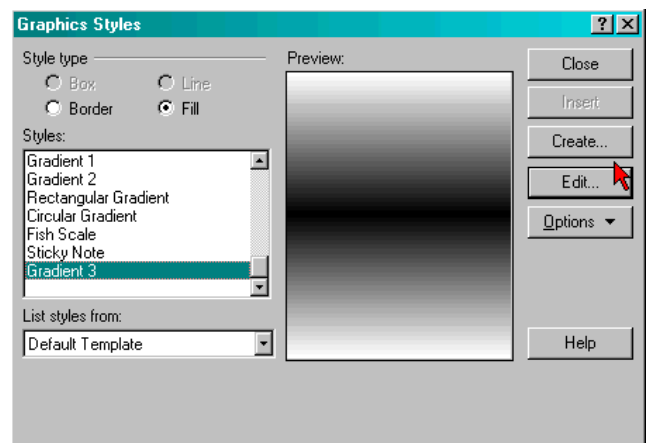 Graphics Styles
Style type
Box
Line
Border
Fill
Styles:
Gradient 1
Gradient 2
Rectangular Gradient
Circular Gradient
Fish Scale
Sticky Note
Gradient 3
List styles from:
Default Template
Preview:
Close
Insert
Create...
Edit...
Options
Help